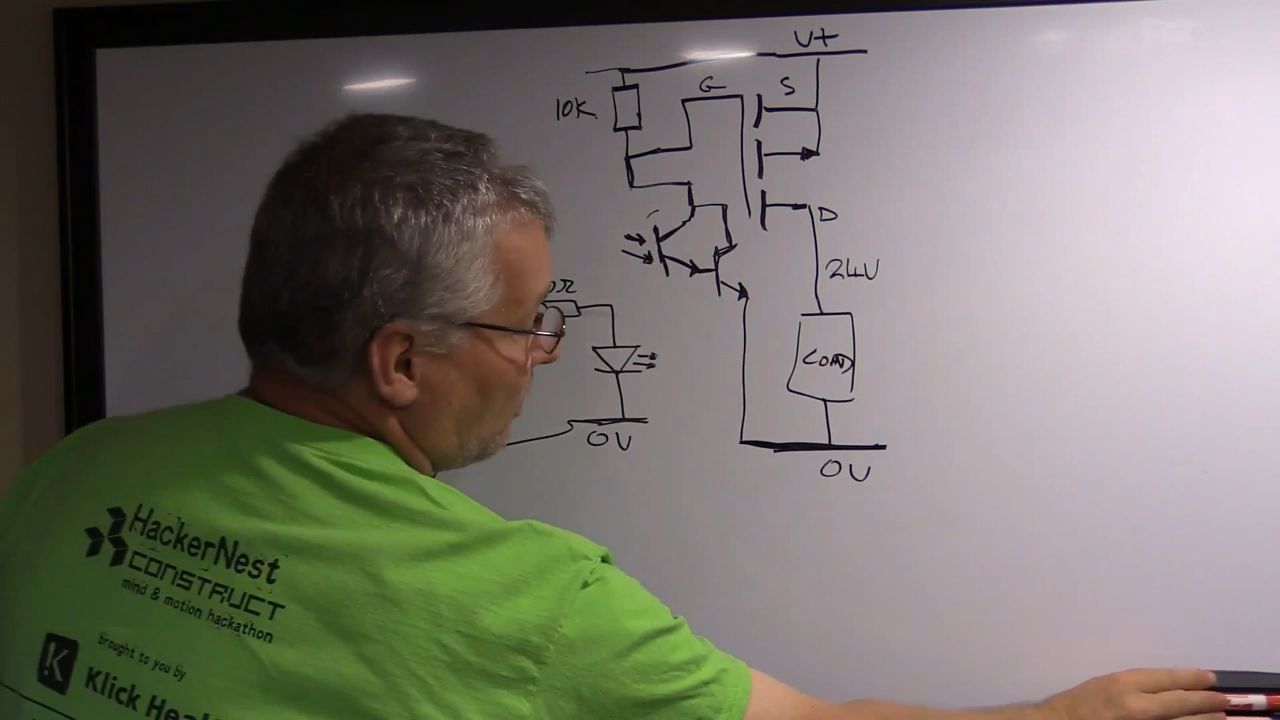 V+
G
S
10K
D
24V
LOAD
0V
0V
HackerNest
CONSTRUCT
mind & motion hackathon
brought to you by
K
Klick